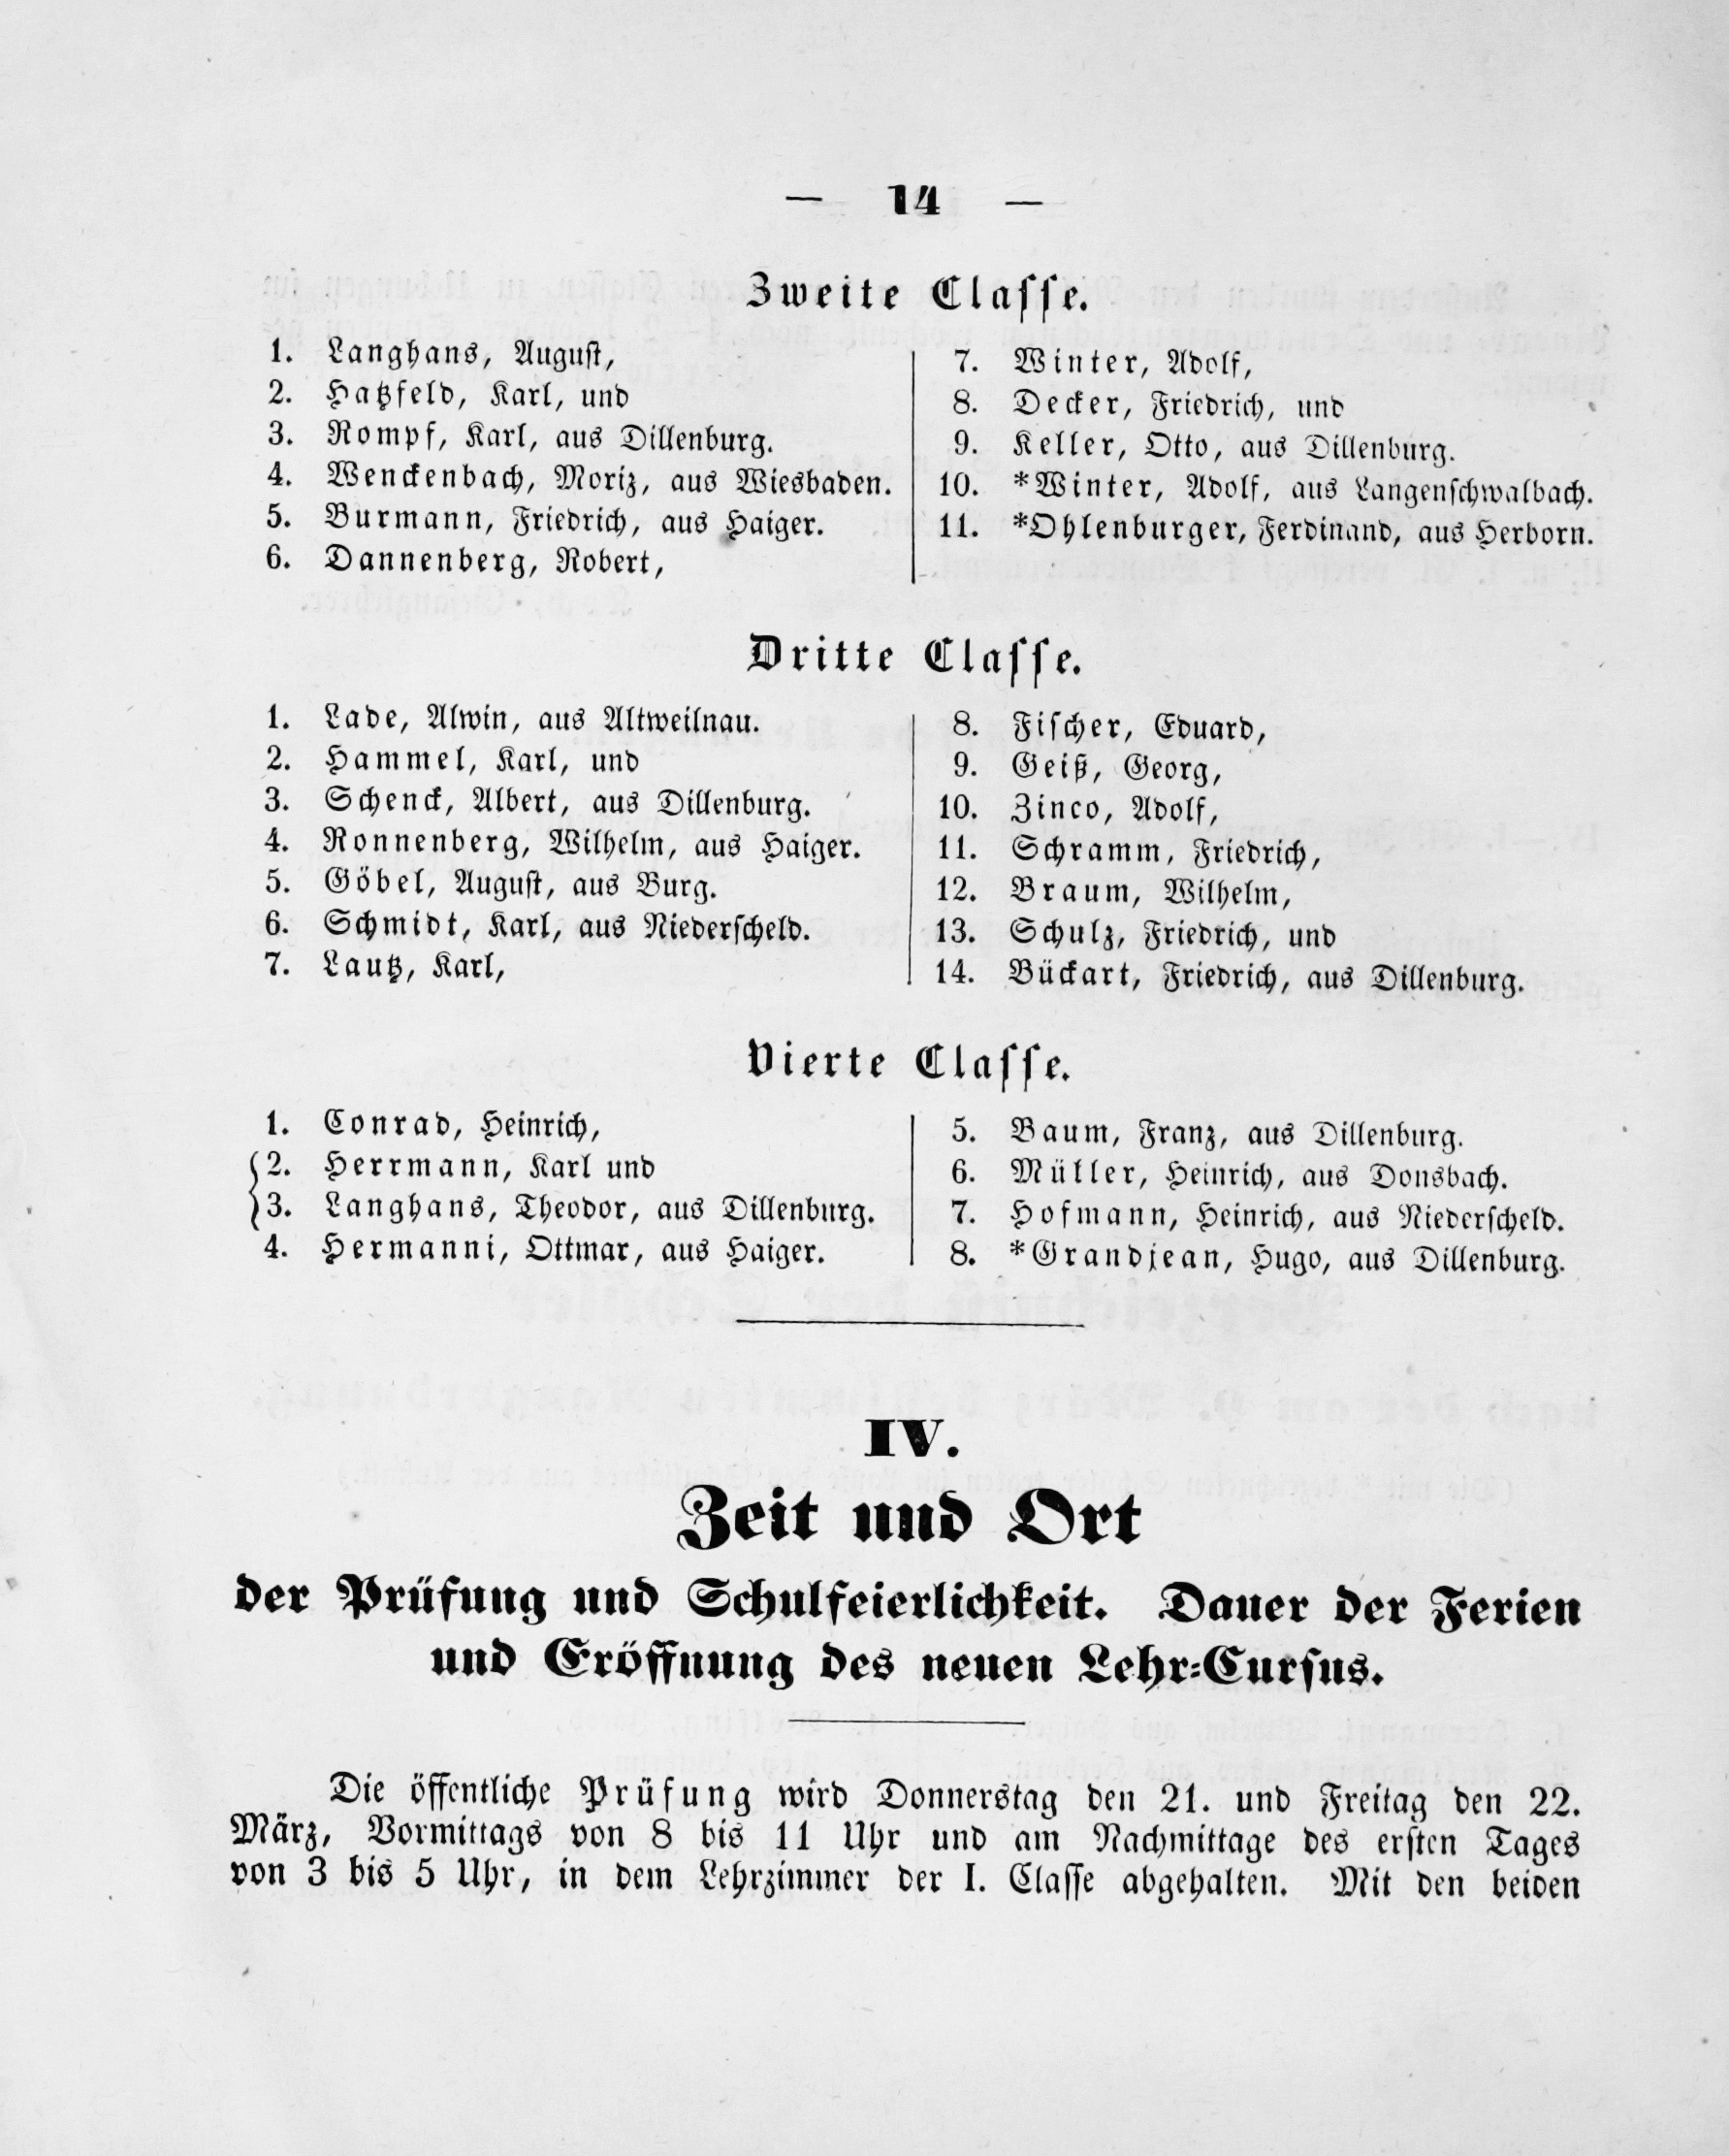 — 14 —
Zweite Classe.
1. Langhans, August,
2. Hatzfeld, Karl, und
3. Rompf, Karl, aus Dillenburg.
4. Wenckenbach, Moriz, aus Wiesbaden.
5. Burmann, Friedrich, aus Haiger.
6. Dannenberg, Robert,
7. Winter, Adolf,
8. Decker, Friedrich, und
9. Keller, Otto, aus Dillenburg.
10. *Winter, Adolf, aus Langenschwalbach.
11. *Ohlenburger, Ferdinand, aus Herborn.
Dritte Classe.
1. Lade, Alwin, aus Altweilnau.
2. Hammel, Karl, und
3. Schenck, Albert, aus Dillenburg.
4. Ronnenberg, Wilhelm, aus Haiger.
5. Göbel, August, aus Burg.
6. Schmidt, Karl, aus Niederscheld.
7. Lautz, Karl,
8. Fischer, Eduard,
9. Geiß, Georg,
10. Zinco, Adolf,
11. Schramm, Friedrich,
12. Braum, Wilhelm,
13. Schulz, Friedrich, und
14. Bückart, Friedrich, aus Dillenburg.
Vierte Classe.
1. Conrad, Heinrich,
2. Herrmann, Karl und
3. Langhans, Theodor, aus Dillenburg.
4. Hermanni, Ottmar, aus Haiger.
5. Baum, Franz, aus Dillenburg.
6. Müller, Heinrich, aus Donsbach.
7. Hofmann, Heinrich, aus Niederscheld.
8. *Grandjean, Hugo, aus Dillenburg.
IV.
Zeit und Ort
der Prüfung und Schulfeierlichkeit. Dauer der Ferien
und Eröffnung des neuen Lehr-Cursus.
Die öffentliche Prüfung wird Donnerstag den 21. und Freitag den 22.
März, Vormittags von 8 bis 11 Uhr und am Nachmittage des ersten Tages
von 3 bis 5 Uhr, in dem Lehrzimmer der I. Classe abgehalten. Mit den beiden